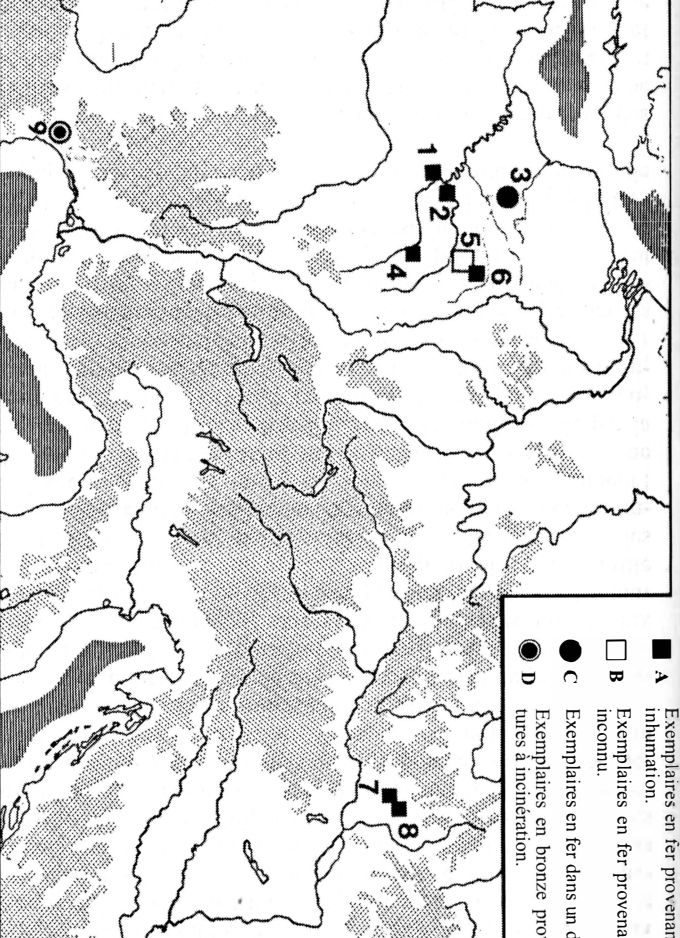 A Exemplaires en fer provenan
inhumation.
B Exemplaires en fer provena
inconnu.
C Exemplaires en fer dans un d
D Exemplaires en bronze pro
tures à incinération.
3
6
5
2
1
4
8
7
9